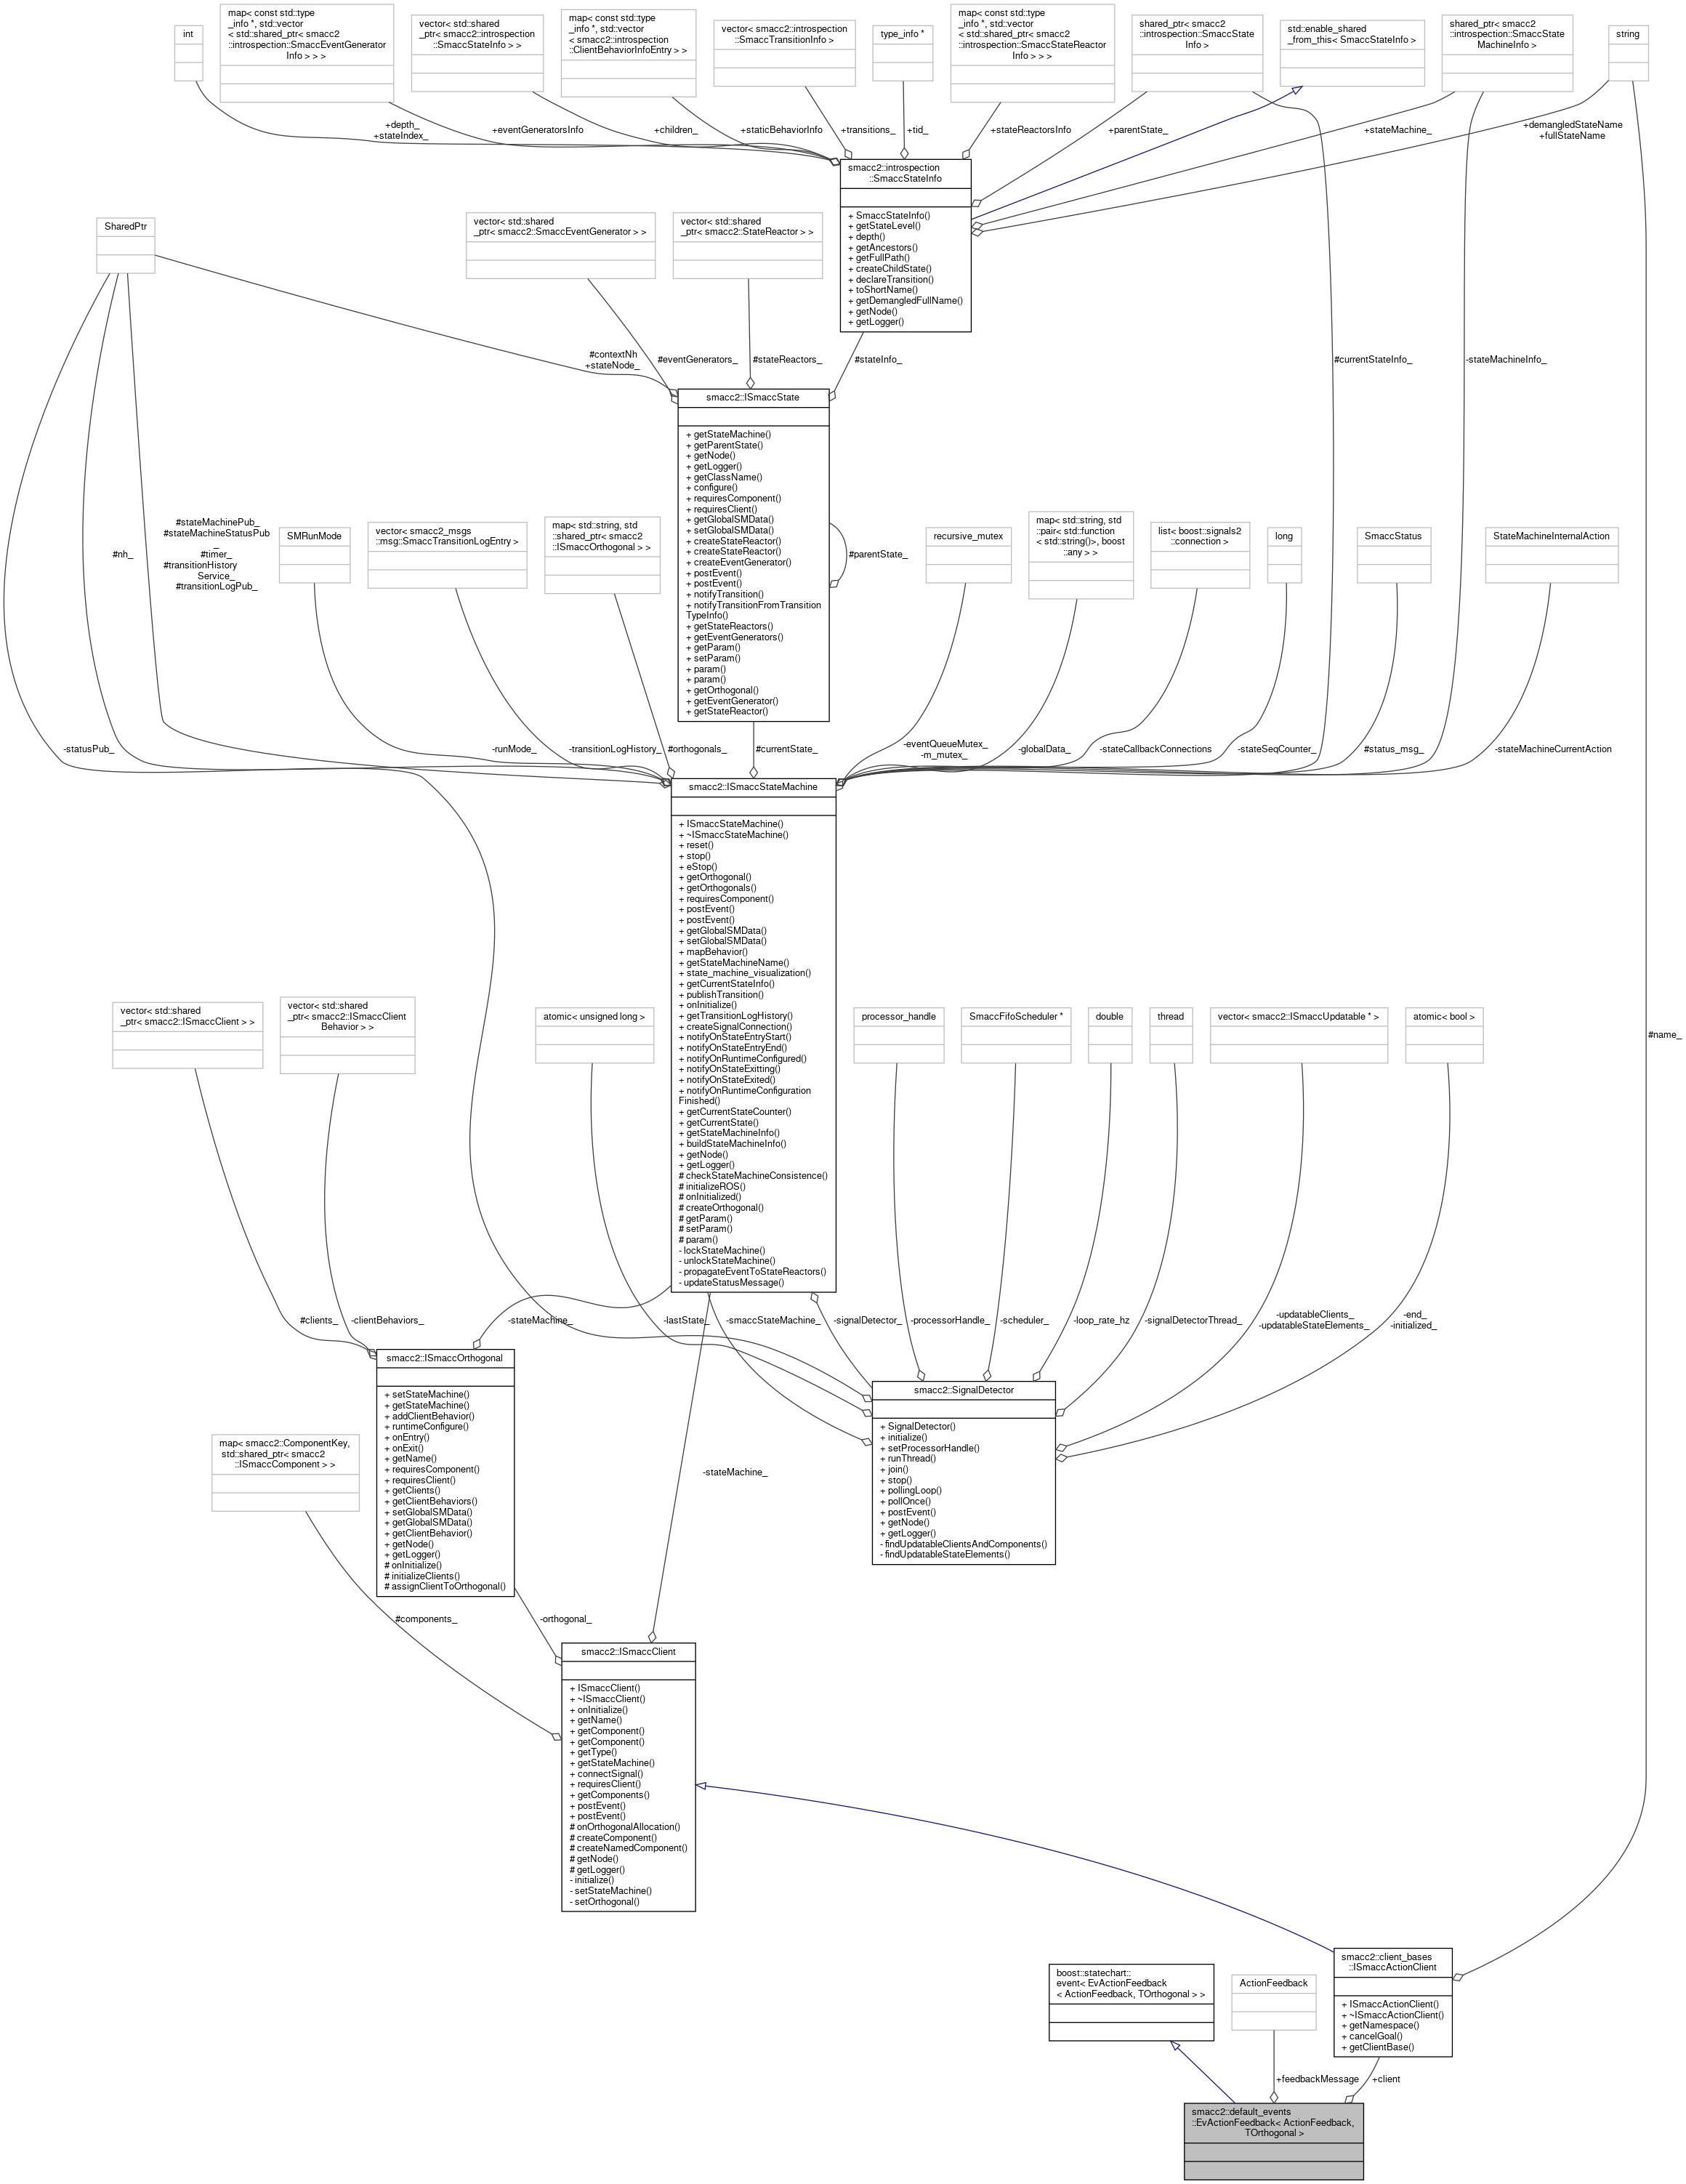 int
map< const std::type
_info *, std::vector
< std::shared_ptr< smacc2
::introspection::SmaccEventGenerator
Info > > >
vector< std::shared
_ptr< smacc2::introspection
::SmaccStateInfo > >
map< const std::type
_info *, std::vector
< smacc2::introspection
::ClientBehaviorInfoEntry > >
vector< smacc2::introspection
::SmaccTransitionInfo >
type_info *
map< const std::type
_info *, std::vector
< std::shared_ptr< smacc2
::introspection::SmaccStateReactor
Info > > >
shared_ptr< smacc2
::introspection::SmaccState
Info >
std::enable_shared
_from_this< SmaccStateInfo >
shared_ptr< smacc2
::introspection::SmaccState
MachineInfo >
string
+depth_
+stateIndex_
+eventGeneratorsInfo
+children_
+staticBehaviorInfo
+transitions_
+tid_
+stateReactorsInfo
+parentState_
+stateMachine_
+demangledStateName
+fullStateName
smacc2::introspection
::SmaccStateInfo
+ SmaccStateInfo()
+ getStateLevel()
+ depth()
+ getAncestors()
+ getFullPath()
+ createChildState()
+ declareTransition()
+ toShortName()
+ getDemangledFullName()
+ getNode()
+ getLogger()
SharedPtr
vector< std::shared
_ptr< smacc2::SmaccEventGenerator > >
vector< std::shared
_ptr< smacc2::StateReactor > >
#contextNh
+stateNode_
#eventGenerators_
#stateReactors_
#stateInfo_
#currentStateInfo_
-stateMachineInfo_
smacc2::ISmaccState
+ getStateMachine()
+ getParentState()
+ getNode()
+ getLogger()
+ getClassName()
+ configure()
+ requiresComponent()
+ requiresClient()
+ getGlobalSMData()
+ setGlobalSMData()
+ createStateReactor()
+ createStateReactor()
+ createEventGenerator()
+ postEvent()
+ postEvent()
+ notifyTransition()
+ notifyTransitionFromTransition
TypeInfo()
+ getStateReactors()
+ getEventGenerators()
+ getParam()
+ setParam()
+ param()
+ param()
+ getOrthogonal()
+ getEventGenerator()
+ getStateReactor()
#parentState_
#nh_
#stateMachinePub_
#stateMachineStatusPub
_
#timer_
#transitionHistory
Service_
#transitionLogPub_
SMRunMode
vector< smacc2_msgs
::msg::SmaccTransitionLogEntry >
map< std::string, std
::shared_ptr< smacc2
::ISmaccOrthogonal > >
recursive_mutex
map< std::string, std
::pair< std::function
< std::string()>, boost
::any > >
list< boost::signals2
::connection >
long
SmaccStatus
StateMachineInternalAction
-statusPub_
-runMode_
-transitionLogHistory_
#orthogonals_
#currentState_
-eventQueueMutex_
-m_mutex_
-globalData_
-stateCallbackConnections
-stateSeqCounter_
#status_msg_
-stateMachineCurrentAction
smacc2::ISmaccStateMachine
+ ISmaccStateMachine()
+ ~ISmaccStateMachine()
+ reset()
+ stop()
+ eStop()
+ getOrthogonal()
+ getOrthogonals()
+ requiresComponent()
+ postEvent()
+ postEvent()
+ getGlobalSMData()
+ setGlobalSMData()
+ mapBehavior()
+ getStateMachineName()
+ state_machine_visualization()
+ getCurrentStateInfo()
+ publishTransition()
+ onInitialize()
+ getTransitionLogHistory()
+ createSignalConnection()
+ notifyOnStateEntryStart()
+ notifyOnStateEntryEnd()
+ notifyOnRuntimeConfigured()
+ notifyOnStateExitting()
+ notifyOnStateExited()
+ notifyOnRuntimeConfiguration
Finished()
+ getCurrentStateCounter()
+ getCurrentState()
+ getStateMachineInfo()
+ buildStateMachineInfo()
+ getNode()
+ getLogger()
# checkStateMachineConsistence()
# initializeROS()
# onInitialized()
# createOrthogonal()
# getParam()
# setParam()
# param()
- lockStateMachine()
- unlockStateMachine()
- propagateEventToStateReactors()
- updateStatusMessage()
vector< std::shared
_ptr< smacc2::ISmaccClient > >
vector< std::shared
_ptr< smacc2::ISmaccClient
Behavior > >
atomic< unsigned long >
processor_handle
SmaccFifoScheduler *
double
thread
vector< smacc2::ISmaccUpdatable * >
atomic< bool >
#name_
#clients_
-clientBehaviors_
-stateMachine_
-lastState_
-smaccStateMachine_
-signalDetector_
-processorHandle_
-scheduler_
-loop_rate_hz
-signalDetectorThread_
-updatableClients_
-updatableStateElements_
-end_
-initialized_
smacc2::ISmaccOrthogonal
+ setStateMachine()
+ getStateMachine()
+ addClientBehavior()
+ runtimeConfigure()
+ onEntry()
+ onExit()
+ getName()
+ requiresComponent()
+ requiresClient()
+ getClients()
+ getClientBehaviors()
+ setGlobalSMData()
+ getGlobalSMData()
+ getClientBehavior()
+ getNode()
+ getLogger()
# onInitialize()
# initializeClients()
# assignClientToOrthogonal()
smacc2::SignalDetector
+ SignalDetector()
+ initialize()
+ setProcessorHandle()
+ runThread()
+ join()
+ stop()
+ pollingLoop()
+ pollOnce()
+ postEvent()
+ getNode()
+ getLogger()
- findUpdatableClientsAndComponents()
- findUpdatableStateElements()
map< smacc2::ComponentKey,
std::shared_ptr< smacc2
::ISmaccComponent > >
-stateMachine_
#components_
-orthogonal_
smacc2::ISmaccClient
+ ISmaccClient()
+ ~ISmaccClient()
+ onInitialize()
+ getName()
+ getComponent()
+ getComponent()
+ getType()
+ getStateMachine()
+ connectSignal()
+ requiresClient()
+ getComponents()
+ postEvent()
+ postEvent()
# onOrthogonalAllocation()
# createComponent()
# createNamedComponent()
# getNode()
# getLogger()
- initialize()
- setStateMachine()
- setOrthogonal()
smacc2::client_bases
::ISmaccActionClient
+ ISmaccActionClient()
+ ~ISmaccActionClient()
+ getNamespace()
+ cancelGoal()
+ getClientBase()
boost::statechart::
event< EvActionFeedback
< ActionFeedback, TOrthogonal > >
ActionFeedback
+feedbackMessage
+client
smacc2::default_events
::EvActionFeedback< ActionFeedback,
TOrthogonal >